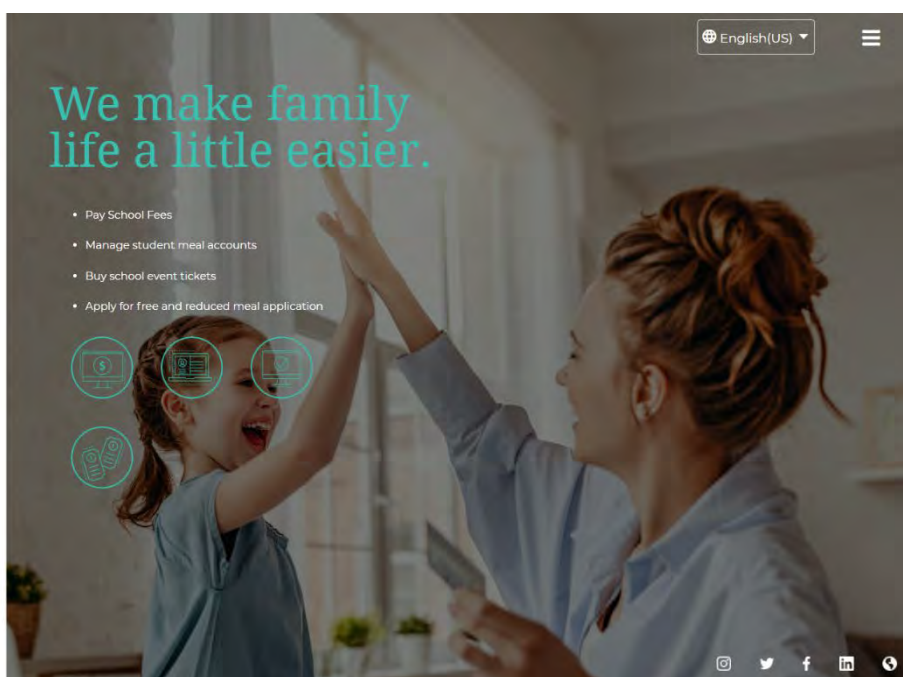 English(US)
We make family
life a little easier.
• Pay School Fees
• Manage student meal accounts
• Buy school event tickets
• Apply for free and reduced meal application